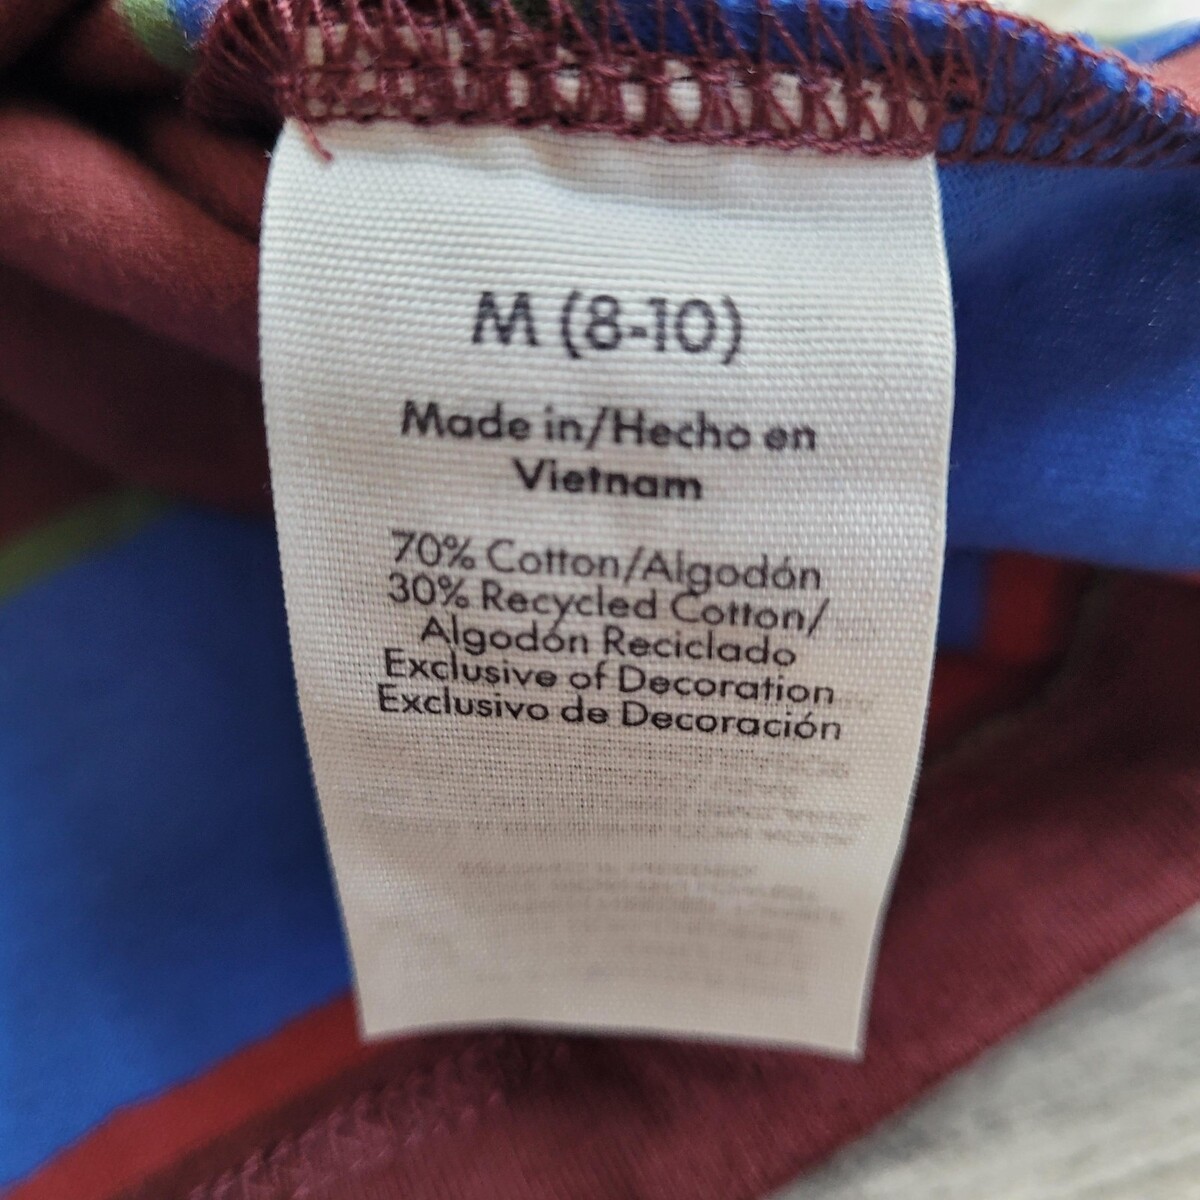 M (8-10)
Made in/Hecho en
Vietnam
70% Cotton/Algodón
30% Recycled Cotton/
Algodón Reciclado
Exclusive of Decoration
Exclusivo de Decoración